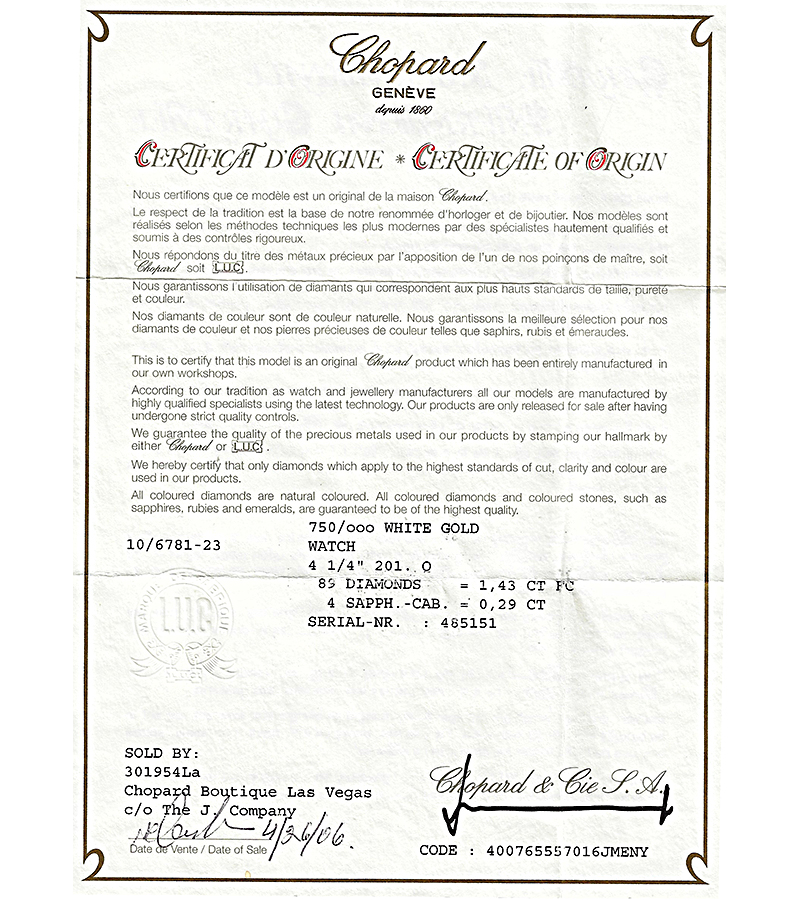 Chopard
GENÈVE
depuis 1860
CERTIFICAT D'ORIGINE * CERTIFICATE OF ORIGIN
Nous certifions que ce modèle est un original de la maison Chopard.
Le respect de la tradition est la base de notre renommée d'horloger et de bijoutier. Nos modèles sont
réalisés selon les méthodes techniques les plus modernes par des spécialistes hautement qualifiés et
soumis à des contrôles rigoureux.
Nous répondons du titre des métaux précieux par l'apposition de l'un de nos poinçons de maître, soit
Chopard soit L.U.C.
Nous garantissons l'utilisation de diamants qui correspondent aux plus hauts standards de taille, pureté
et couleur.
Nos diamants de couleur sont de couleur naturelle. Nous garantissons la meilleure sélection pour nos
diamants de couleur et nos pierres précieuses de couleur telles que saphirs, rubis et émeraudes.
This is to certify that this model is an original Chopard product which has been entirely manufactured in
our own workshops.
According to our tradition as watch and jewellery manufacturers all our models are manufactured by
highly qualified specialists using the latest technology. Our products are only released for sale after having
undergone strict quality controls.
We guarantee the quality of the precious metals used in our products by stamping our hallmark by
either Chopard or L.U.C.
We hereby certify that only diamonds which apply to the highest standards of cut, clarity and colour are
used in our products.
All coloured diamonds are natural coloured. All coloured diamonds and coloured stones, such as
sapphires, rubies and emeralds, are guaranteed to be of the highest quality.
750/ooo WHITE GOLD
10/6781-23 WATCH
4 1/4" 201. O
89 DIAMONDS = 1,43 CT FC
4 SAPPH.-CAB. = 0,29 CT
SERIAL-NR. : 485151
L.U.C
SOLD BY:
301954La
Chopard Boutique Las Vegas
c/o The J. Company
4/26/06.
Date de Vente / Date of Sale
Chopard & Cie S.A.
CODE : 400765557016JMENY